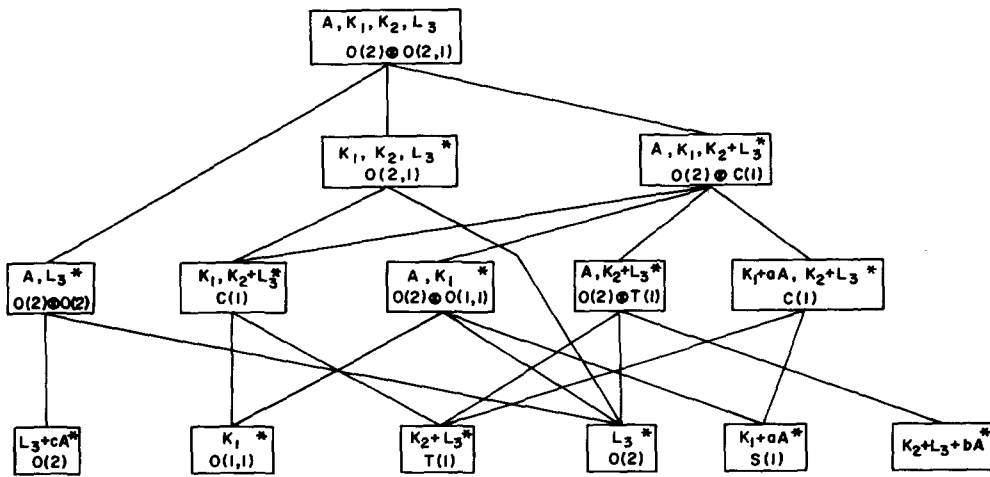 A, K₁, K₂, L₃
O(2)⊗O(2,1)
K₁, K₂, L₃*
O(2,1)
A, K₁, K₂+L₃*
O(2)⊗C(1)
A, L₃*
O(2)⊗O(2)
K₁, K₂+L₃*
C(1)
A, K₁ *
O(2)⊗O(1,1)
A, K₂+L₃*
O(2)⊗T(1)
K₁+aA, K₂+L₃*
C(1)
L₃+cA*
O(2)
K₁ *
O(1,1)
K₂+L₃*
T(1)
L₃ *
O(2)
K₁+aA*
S(1)
K₂+L₃+bA*